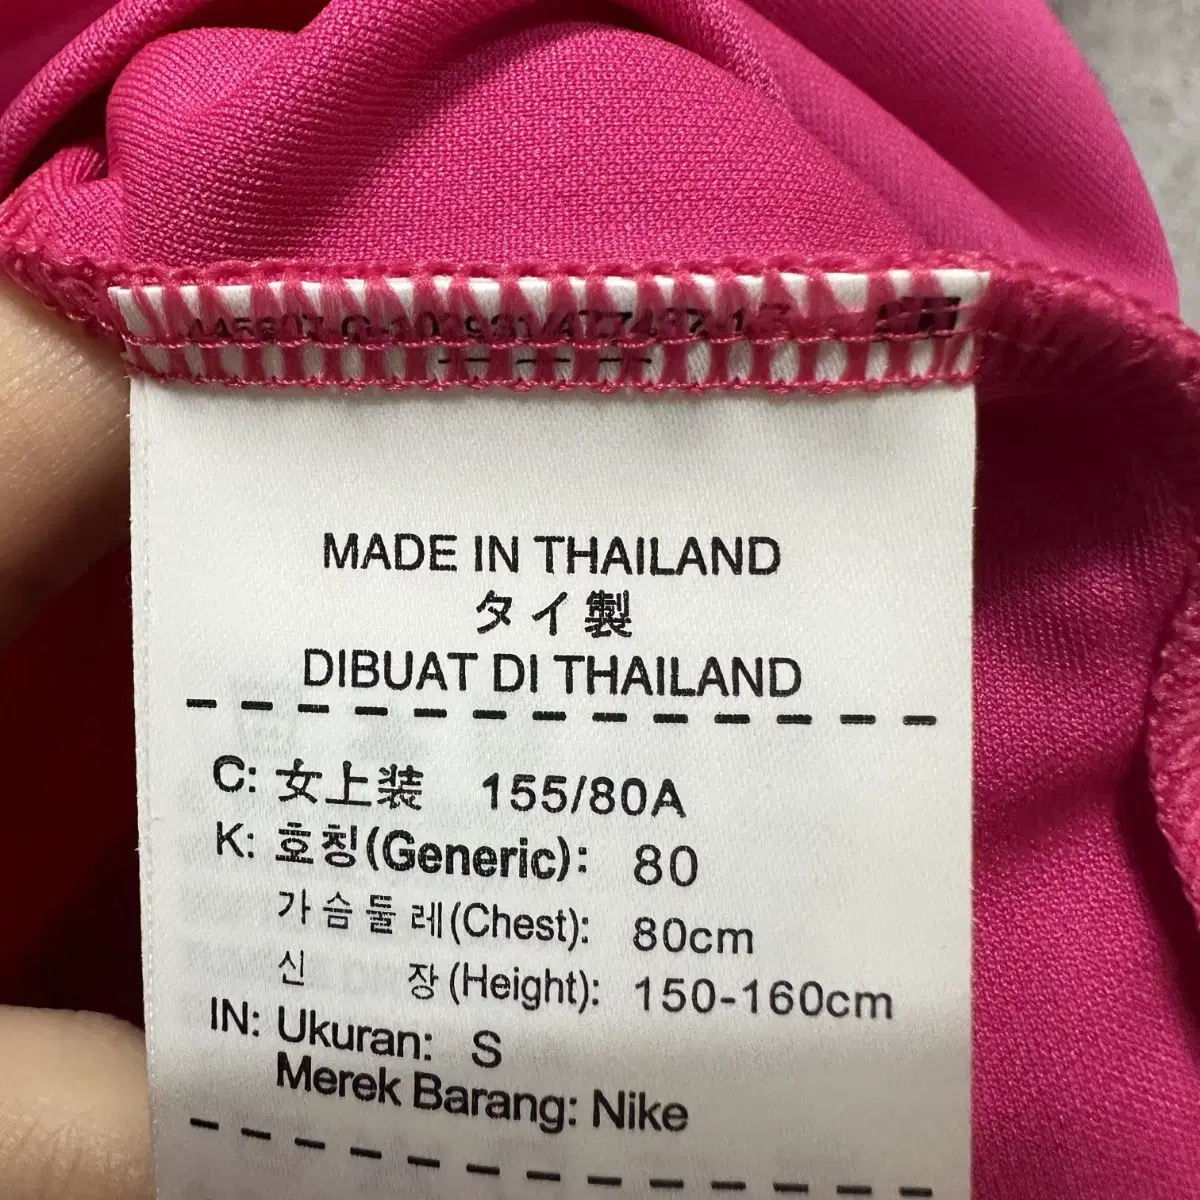 MADE IN THAILAND
タイ製
DIBUAT DI THAILAND
C: 女上装 155/80A
K: 호칭(Generic): 80
가슴둘레(Chest): 80cm
신 장(Height): 150-160cm
IN: Ukuran: S
Merek Barang: Nike